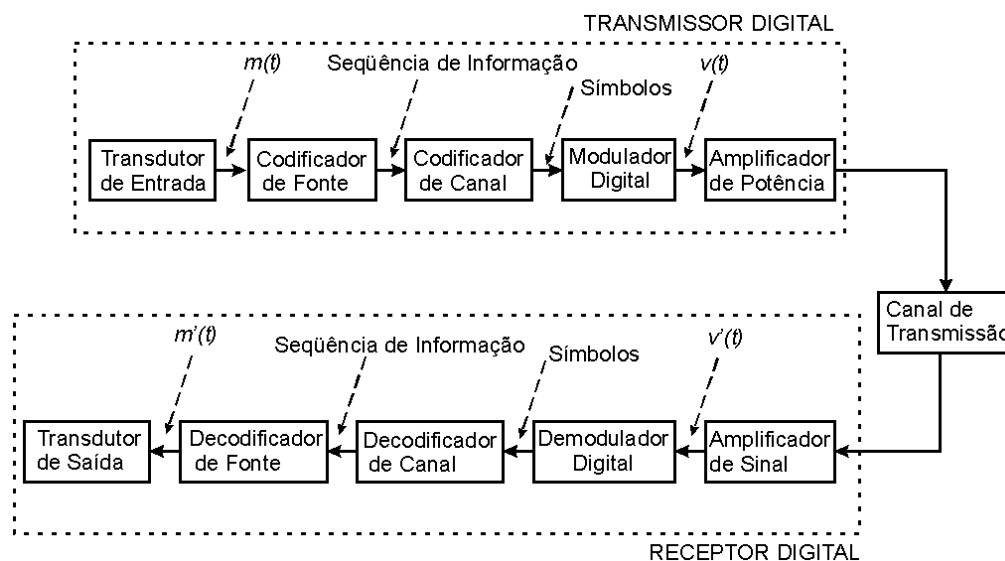 TRANSMISSOR DIGITAL
m(t)
Seqüência de Informação
Símbolos
v(t)
Transdutor
de Entrada
Codificador
de Fonte
Codificador
de Canal
Modulador
Digital
Amplificador
de Potência
Canal de
Transmissão
m'(t)
Seqüência de Informação
Símbolos
v'(t)
Transdutor
de Saída
Decodificador
de Fonte
Decodificador
de Canal
Demodulador
Digital
Amplificador
de Sinal
RECEPTOR DIGITAL